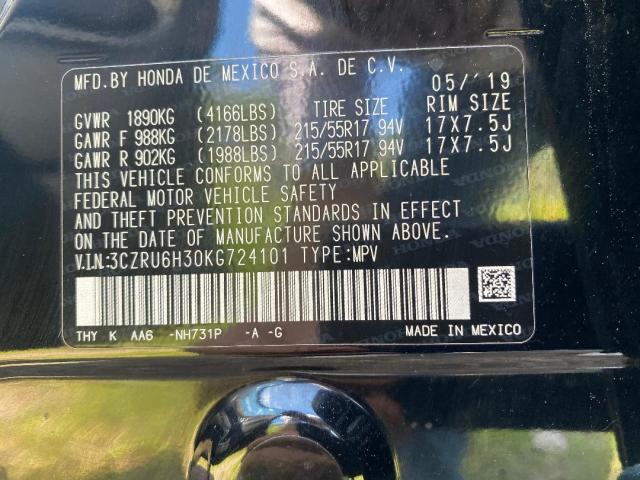 MFD. BY HONDA DE MEXICO S.A. DE C.V. 05/'19
GVWR 1890KG (4166LBS) TIRE SIZE RIM SIZE
GAWR F 988KG (2178LBS) 215/55R17 94V 17X7.5J
GAWR R 902KG (1988LBS) 215/55R17 94V 17X7.5J
THIS VEHICLE CONFORMS TO ALL APPLICABLE
FEDERAL MOTOR VEHICLE SAFETY
AND THEFT PREVENTION STANDARDS IN EFFECT
ON THE DATE OF MANUFACTURE SHOWN ABOVE.
V.I.N.:3CZRU6H30KG724101 TYPE:MPV
THY K AA6 -NH731P -A -G MADE IN MEXICO